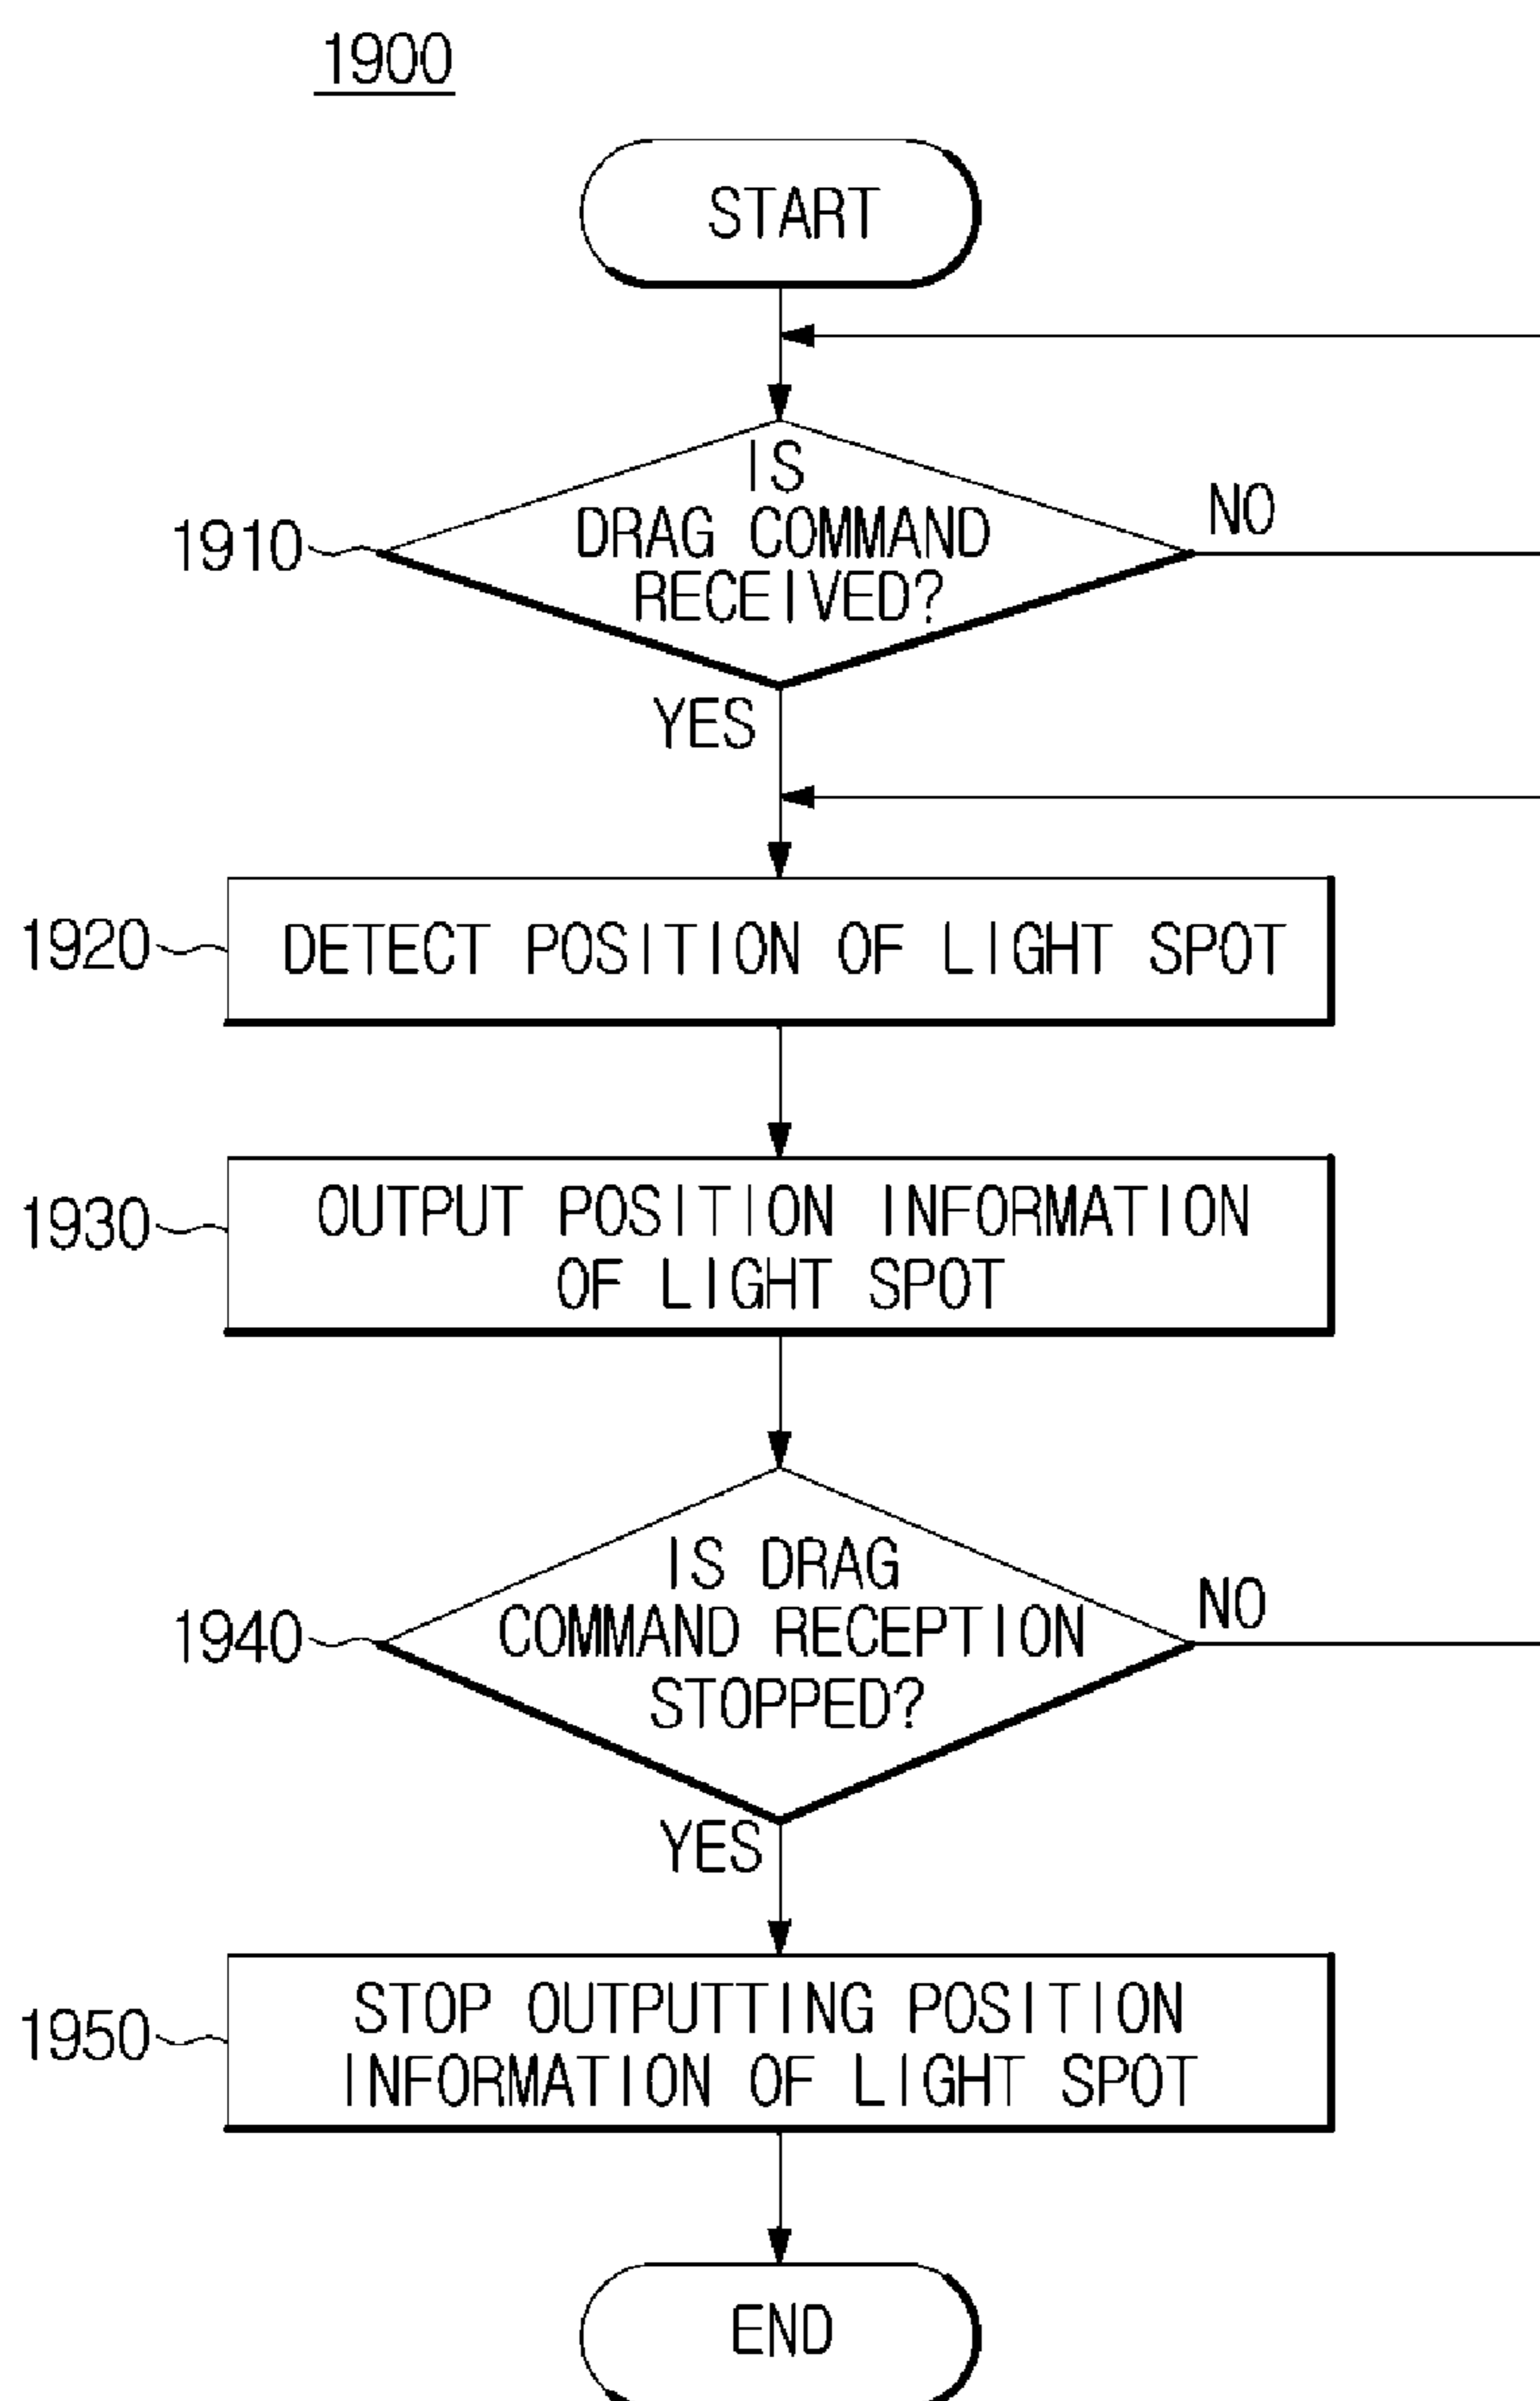 1900
START
IS
DRAG COMMAND
RECEIVED?
NO
1910
YES
1920
DETECT POSITION OF LIGHT SPOT
1930
OUTPUT POSITION INFORMATION
OF LIGHT SPOT
IS DRAG
COMMAND RECEPTION
STOPPED?
NO
1940
YES
1950
STOP OUTPUTTING POSITION
INFORMATION OF LIGHT SPOT
END